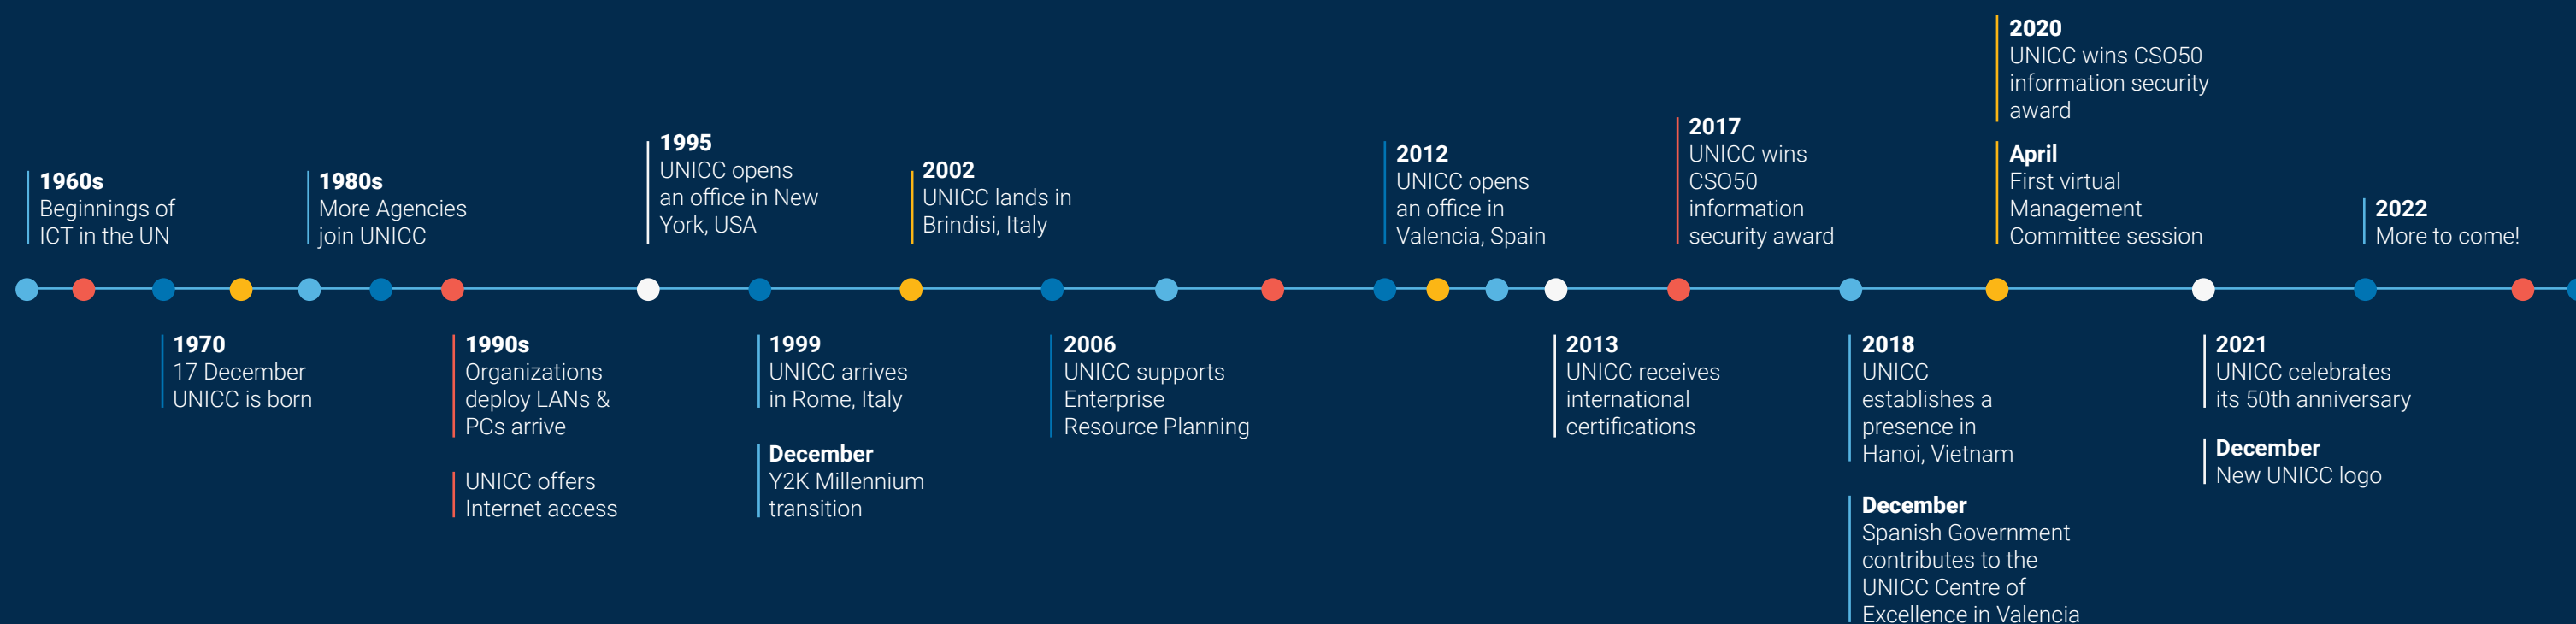 1960s
Beginnings of
ICT in the UN
1970
17 December
UNICC is born
1980s
More Agencies
join UNICC
1990s
Organizations
deploy LANs &
PCs arrive
UNICC offers
Internet access
1995
UNICC opens
an office in New
York, USA
1999
UNICC arrives
in Rome, Italy
December
Y2K Millennium
transition
2002
UNICC lands in
Brindisi, Italy
2006
UNICC supports
Enterprise
Resource Planning
2012
UNICC opens
an office in
Valencia, Spain
2013
UNICC receives
international
certifications
2017
UNICC wins
CSO50
information
security award
2018
UNICC
establishes a
presence in
Hanoi, Vietnam
December
Spanish Government
contributes to the
UNICC Centre of
Excellence in Valencia
2020
UNICC wins CSO50
information security
award
April
First virtual
Management
Committee session
2021
UNICC celebrates
its 50th anniversary
December
New UNICC logo
2022
More to come!